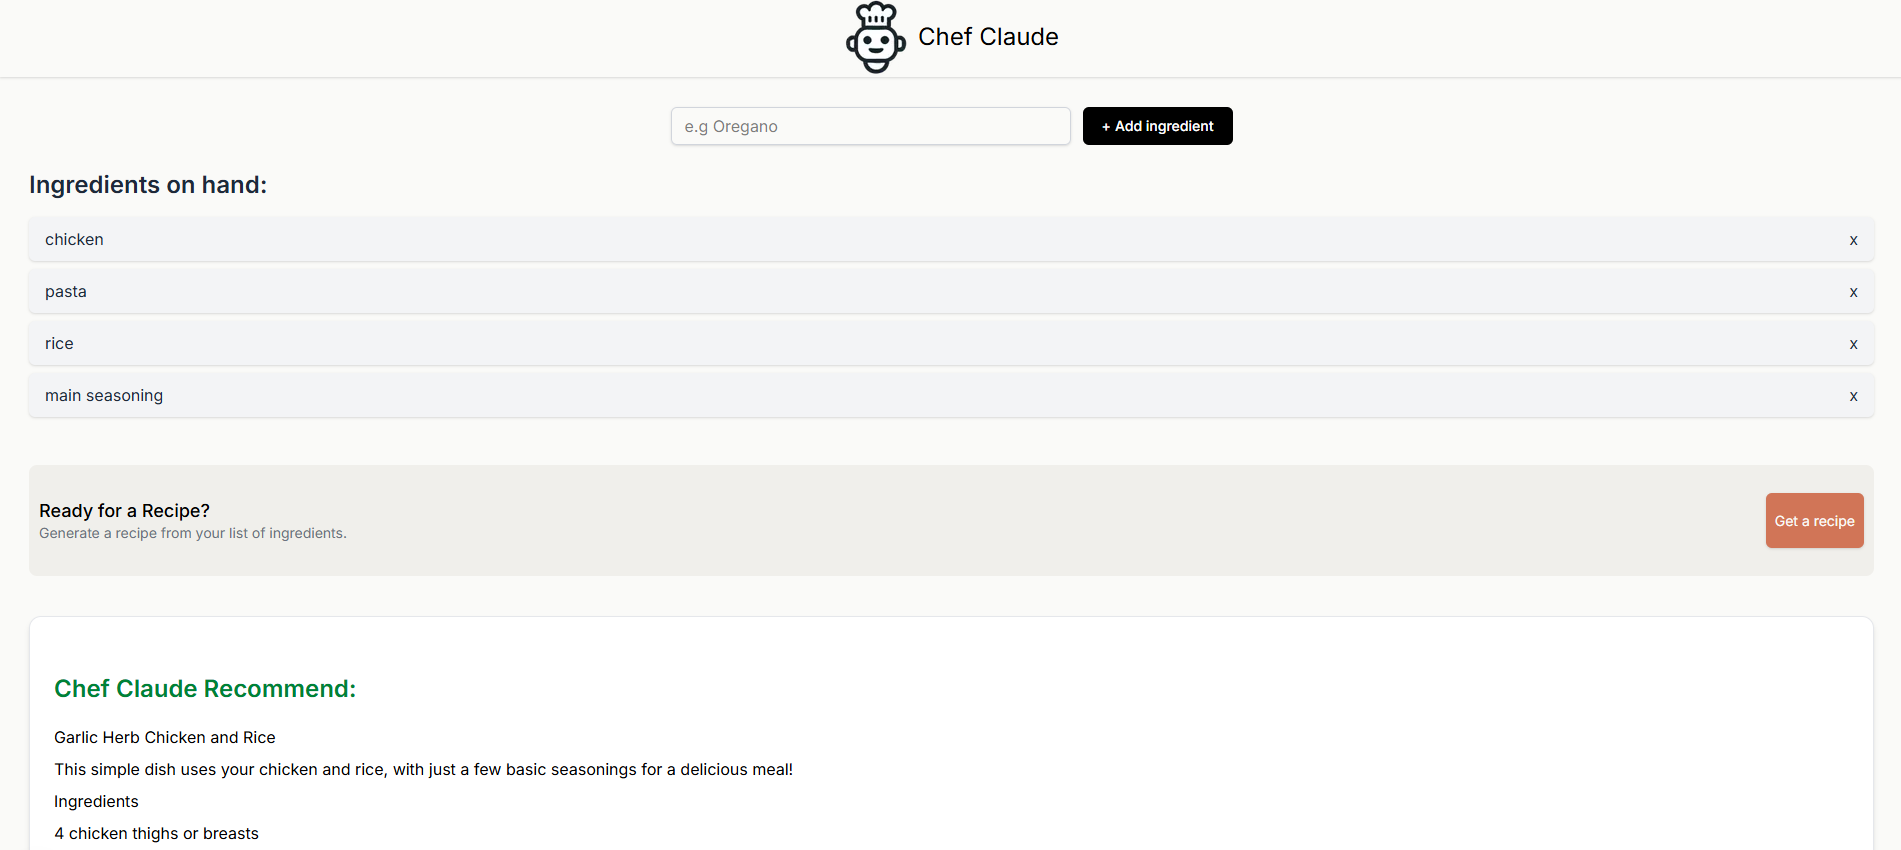 Chef Claude
e.g Oregano
+ Add ingredient
Ingredients on hand:
chicken x
pasta x
rice x
main seasoning x
Ready for a Recipe?
Generate a recipe from your list of ingredients.
Get a recipe
Chef Claude Recommend:
Garlic Herb Chicken and Rice
This simple dish uses your chicken and rice, with just a few basic seasonings for a delicious meal!
Ingredients
4 chicken thighs or breasts